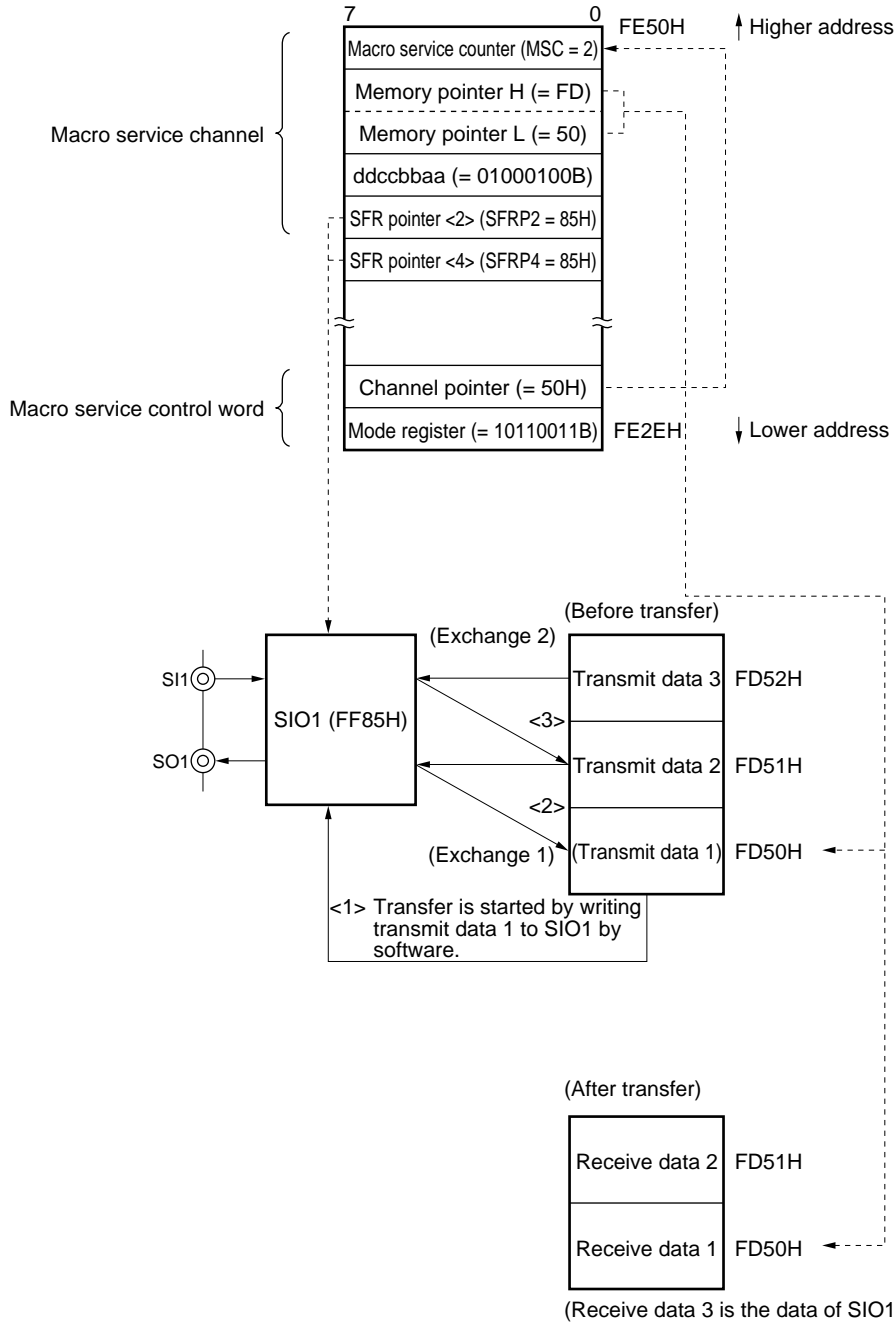 7 0
FE50H
↑ Higher address
Macro service counter (MSC = 2)
Memory pointer H (= FD)
Macro service channel
Memory pointer L (= 50)
ddccbbaa (= 01000100B)
SFR pointer <2> (SFRP2 = 85H)
SFR pointer <4> (SFRP4 = 85H)
Channel pointer (= 50H)
Macro service control word
Mode register (= 10110011B)
FE2EH
↓ Lower address
(Before transfer)
(Exchange 2)
SI1
Transmit data 3
FD52H
SIO1 (FF85H)
<3>
SO1
Transmit data 2
FD51H
<2>
(Exchange 1)
(Transmit data 1)
FD50H
<1> Transfer is started by writing
transmit data 1 to SIO1 by
software.
(After transfer)
Receive data 2
FD51H
Receive data 1
FD50H
(Receive data 3 is the data of SIO1